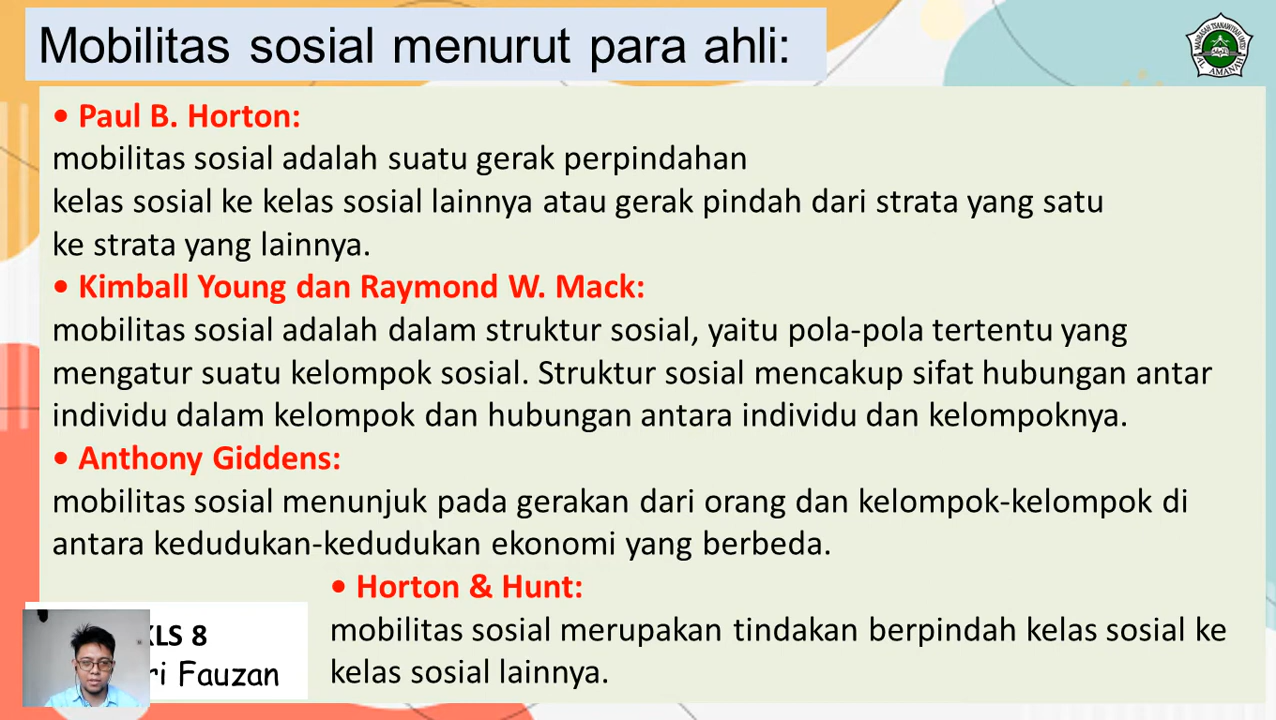 Mobilitas sosial menurut para ahli:
MADRASAH TSANAWIYAH
AL AMANAH
• Paul B. Horton:
mobilitas sosial adalah suatu gerak perpindahan
kelas sosial ke kelas sosial lainnya atau gerak pindah dari strata yang satu
ke strata yang lainnya.
• Kimball Young dan Raymond W. Mack:
mobilitas sosial adalah dalam struktur sosial, yaitu pola-pola tertentu yang
mengatur suatu kelompok sosial. Struktur sosial mencakup sifat hubungan antar
individu dalam kelompok dan hubungan antara individu dan kelompoknya.
• Anthony Giddens:
mobilitas sosial menunjuk pada gerakan dari orang dan kelompok-kelompok di
antara kedudukan-kedudukan ekonomi yang berbeda.
• Horton & Hunt:
mobilitas sosial merupakan tindakan berpindah kelas sosial ke
kelas sosial lainnya.
KLS 8
ri Fauzan